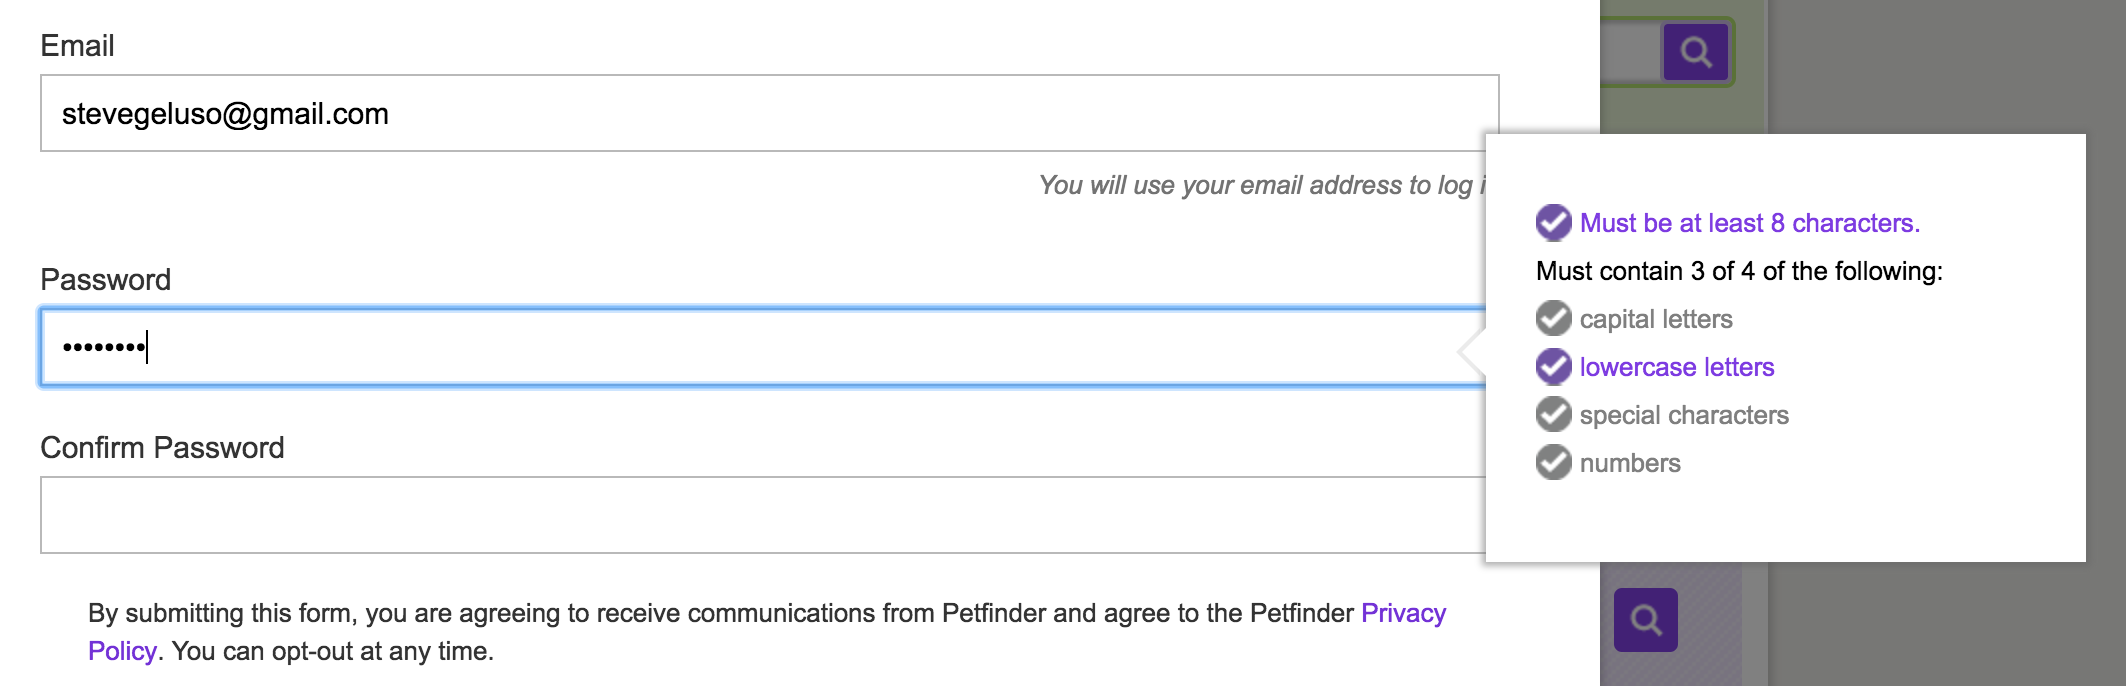 Email
stevegeluso@gmail.com
You will use your email address to log i
Password
••••••••
Must be at least 8 characters.
Must contain 3 of 4 of the following:
capital letters
lowercase letters
special characters
numbers
Confirm Password
By submitting this form, you are agreeing to receive communications from Petfinder and agree to the Petfinder Privacy
Policy. You can opt-out at any time.